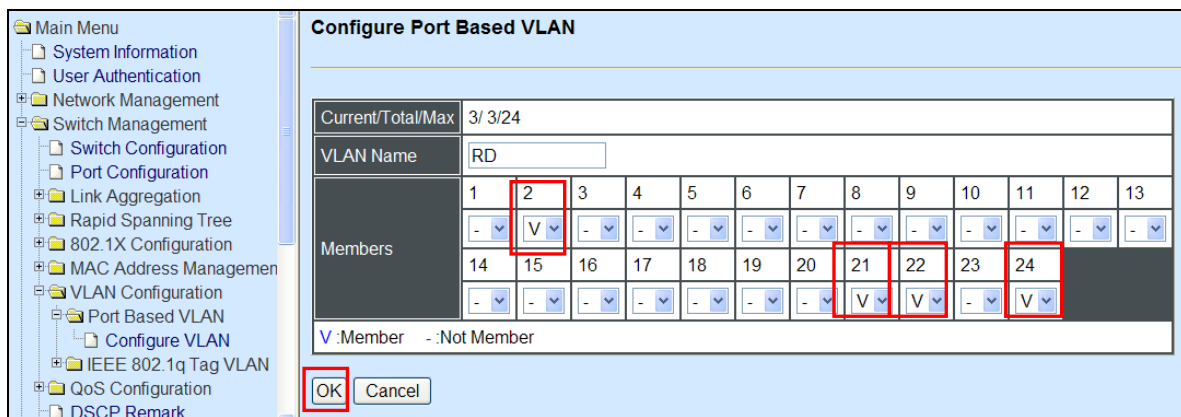 Main Menu
System Information
User Authentication
Network Management
Switch Management
Switch Configuration
Port Configuration
Link Aggregation
Rapid Spanning Tree
802.1X Configuration
MAC Address Managemen
VLAN Configuration
Port Based VLAN
Configure VLAN
IEEE 802.1q Tag VLAN
QoS Configuration
DSCP Remark
Configure Port Based VLAN
Current/Total/Max 3/ 3/24
VLAN Name RD
Members
1 2 3 4 5 6 7 8 9 10 11 12 13
- V - - - - - - - - - - -
14 15 16 17 18 19 20 21 22 23 24
- - - - - - - V V - V
V :Member - :Not Member
OK Cancel